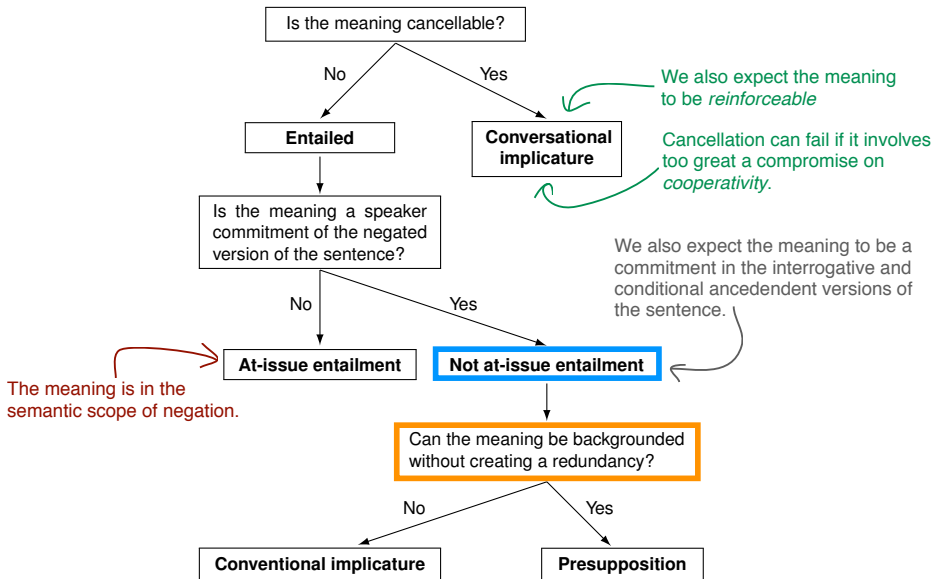 Is the meaning cancellable?
No
Yes
We also expect the meaning
to be reinforceable
Entailed
Conversational
implicature
Cancellation can fail if it involves
too great a compromise on
cooperativity.
Is the meaning a speaker
commitment of the negated
version of the sentence?
We also expect the meaning to be a
commitment in the interrogative and
conditional ancedendent versions of
the sentence.
No
Yes
At-issue entailment
Not at-issue entailment
The meaning is in the
semantic scope of negation.
Can the meaning be backgrounded
without creating a redundancy?
No
Yes
Conventional implicature
Presupposition